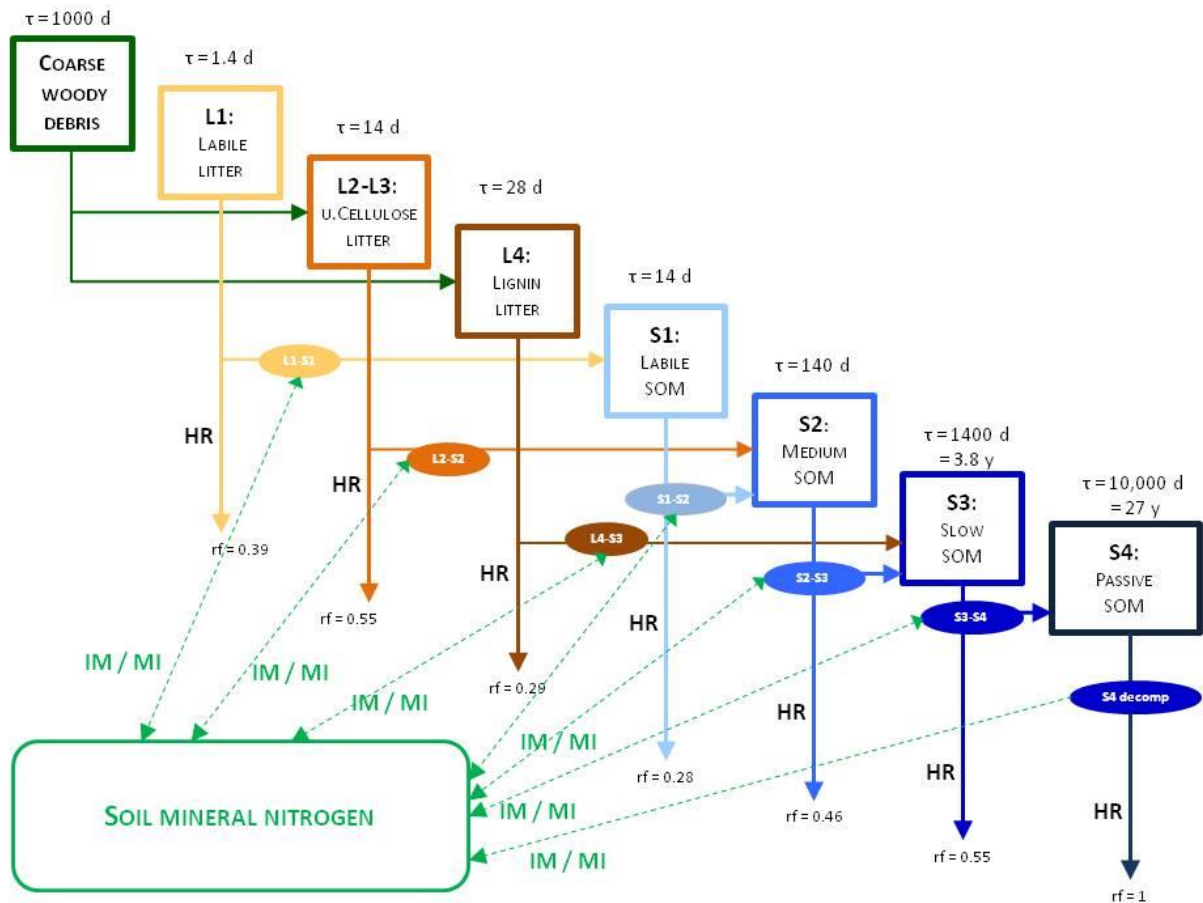 τ = 1000 d
COARSE
WOODY
DEBRIS
τ = 1.4 d
L1:
LABILE
LITTER
τ = 14 d
L2-L3:
U.CELLULOSE
LITTER
τ = 28 d
L4:
LIGNIN
LITTER
τ = 14 d
S1:
LABILE
SOM
τ = 140 d
S2:
MEDIUM
SOM
τ = 1400 d
= 3.8 y
S3:
SLOW
SOM
τ = 10,000 d
= 27 y
S4:
PASSIVE
SOM
L1-S1
L2-S2
S1-S2
L4-S3
S2-S3
S3-S4
S4 decomp
HR
HR
HR
HR
HR
HR
HR
rf = 0.39
rf = 0.55
rf = 0.29
rf = 0.28
rf = 0.46
rf = 0.55
rf = 1
IM / MI
IM / MI
IM / MI
IM / MI
IM / MI
IM / MI
SOIL MINERAL NITROGEN